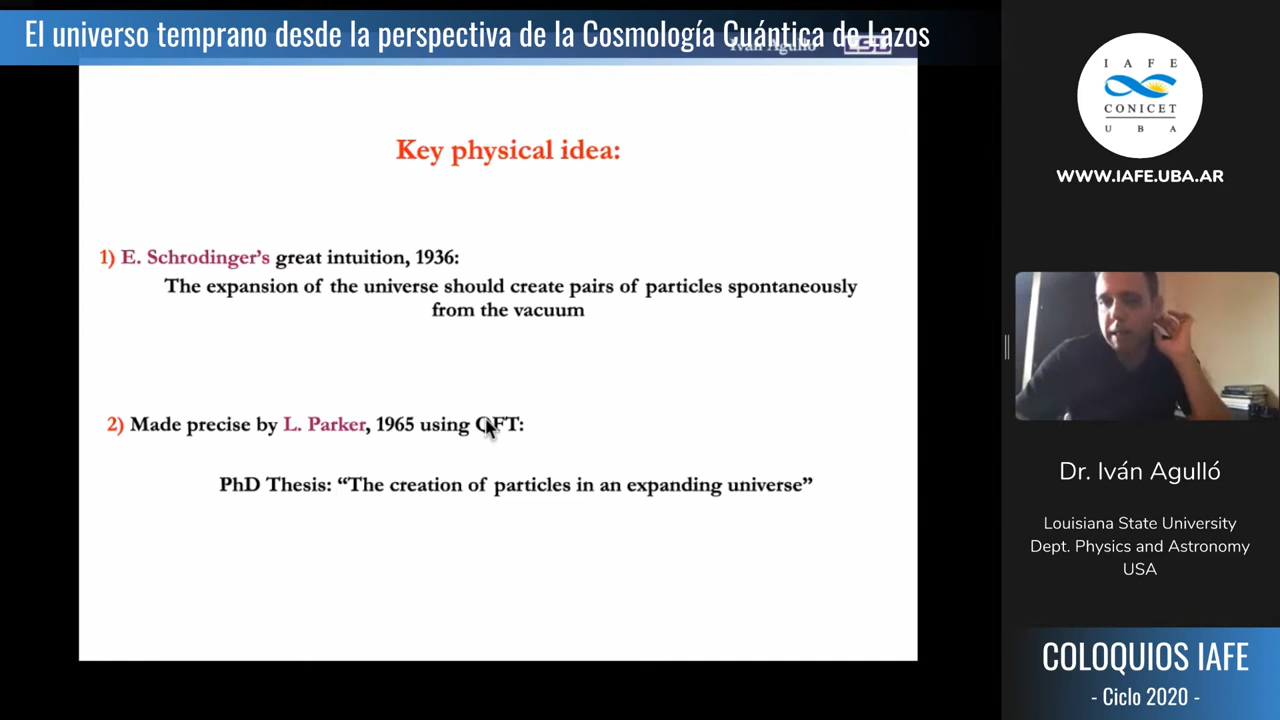 El universo temprano desde la perspectiva de la Cosmología Cuántica de Lazos
Iván Agulló LSU
Key physical idea:
1) E. Schrodinger's great intuition, 1936:
The expansion of the universe should create pairs of particles spontaneously
from the vacuum
2) Made precise by L. Parker, 1965 using QFT:
PhD Thesis: “The creation of particles in an expanding universe”
I A F E
CONICET
U B A
WWW.IAFE.UBA.AR
Dr. Iván Agulló
Louisiana State University
Dept. Physics and Astronomy
USA
COLOQUIOS IAFE
- Ciclo 2020 -